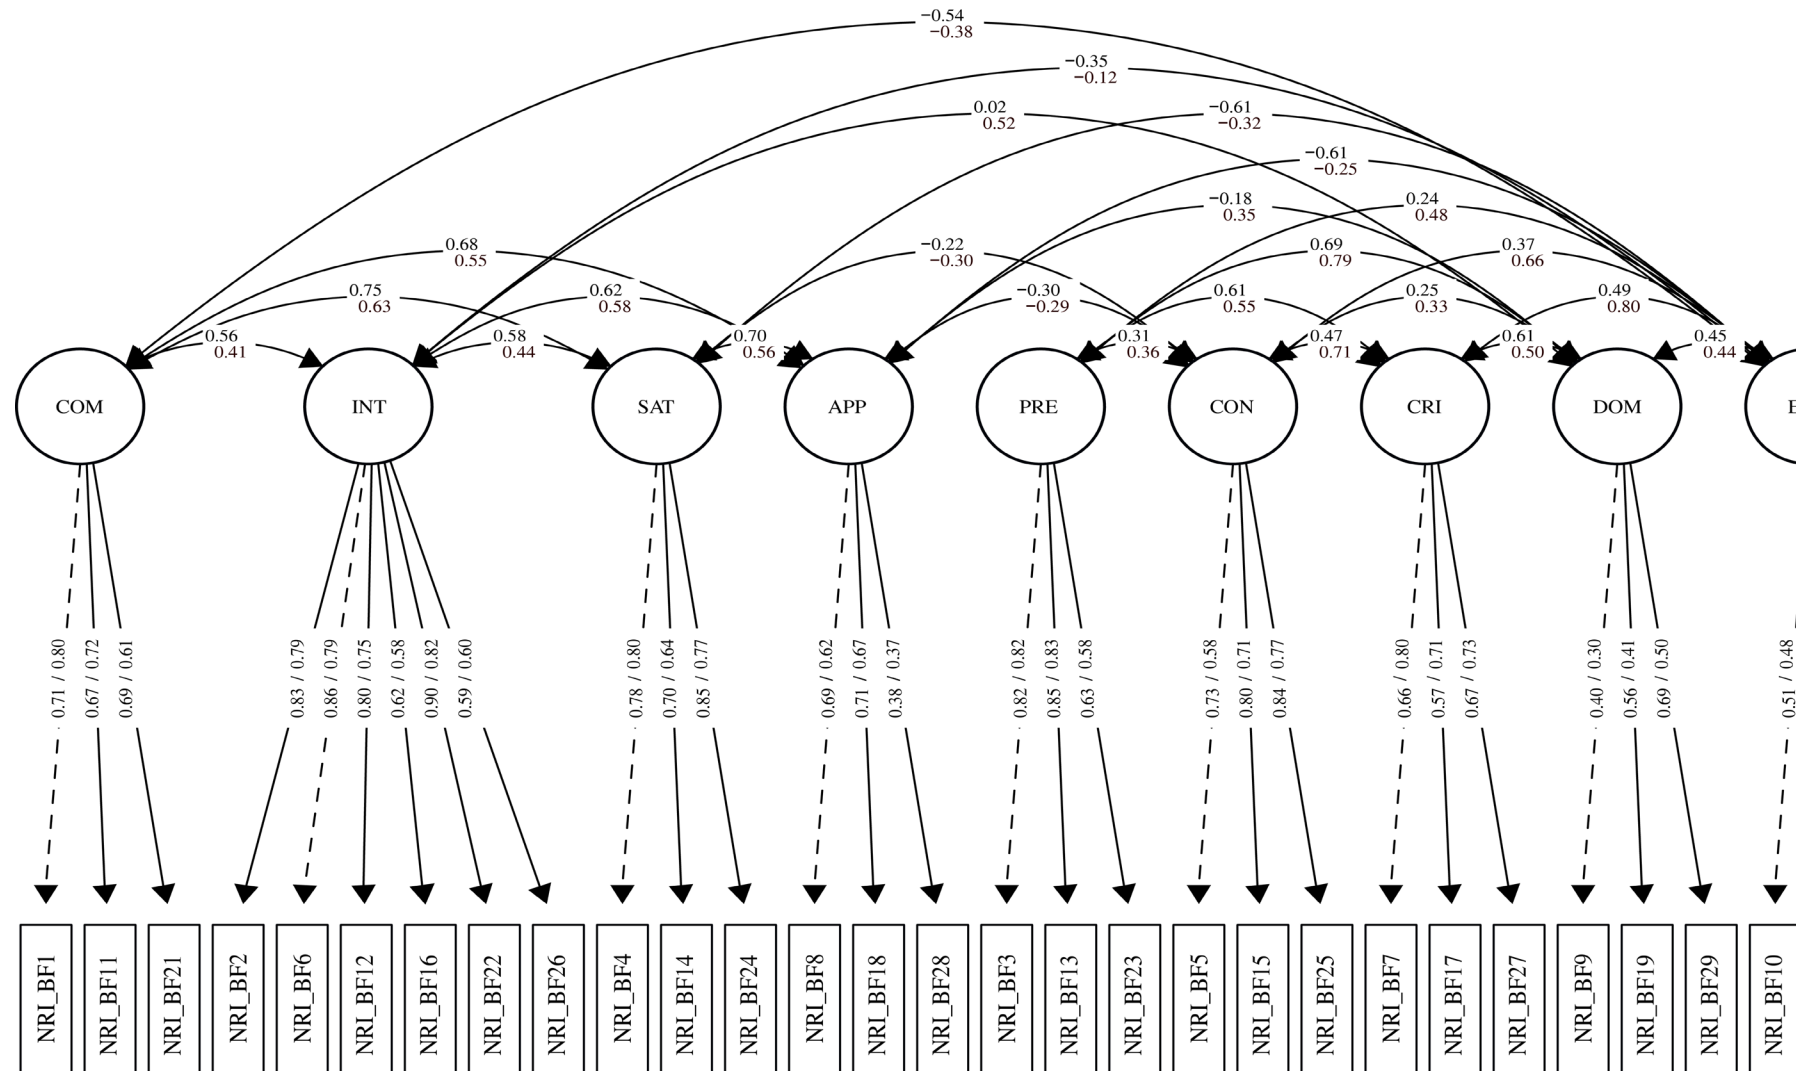 −0.54
−0.38
−0.35
−0.12
0.02
0.52
−0.61
−0.32
−0.61
−0.25
−0.18
0.35
0.24
0.48
0.68
0.55
−0.22
−0.30
0.69
0.79
0.37
0.66
0.75
0.63
0.62
0.58
−0.30
−0.29
0.61
0.55
0.25
0.33
0.49
0.80
0.56
0.41
0.58
0.44
0.70
0.56
0.31
0.36
0.47
0.71
0.61
0.50
0.45
0.44
COM
INT
SAT
APP
PRE
CON
CRI
DOM
0.71 / 0.80
0.67 / 0.72
0.69 / 0.61
0.83 / 0.79
0.86 / 0.79
0.80 / 0.75
0.62 / 0.58
0.90 / 0.82
0.59 / 0.60
0.78 / 0.80
0.70 / 0.64
0.85 / 0.77
0.69 / 0.62
0.71 / 0.67
0.38 / 0.37
0.82 / 0.82
0.85 / 0.83
0.63 / 0.58
0.73 / 0.58
0.80 / 0.71
0.84 / 0.77
0.66 / 0.80
0.57 / 0.71
0.67 / 0.73
0.40 / 0.30
0.56 / 0.41
0.69 / 0.50
0.51 / 0.48
NRI_BF1
NRI_BF11
NRI_BF21
NRI_BF2
NRI_BF6
NRI_BF12
NRI_BF16
NRI_BF22
NRI_BF26
NRI_BF4
NRI_BF14
NRI_BF24
NRI_BF8
NRI_BF18
NRI_BF28
NRI_BF3
NRI_BF13
NRI_BF23
NRI_BF5
NRI_BF15
NRI_BF25
NRI_BF7
NRI_BF17
NRI_BF27
NRI_BF9
NRI_BF19
NRI_BF29
NRI_BF10